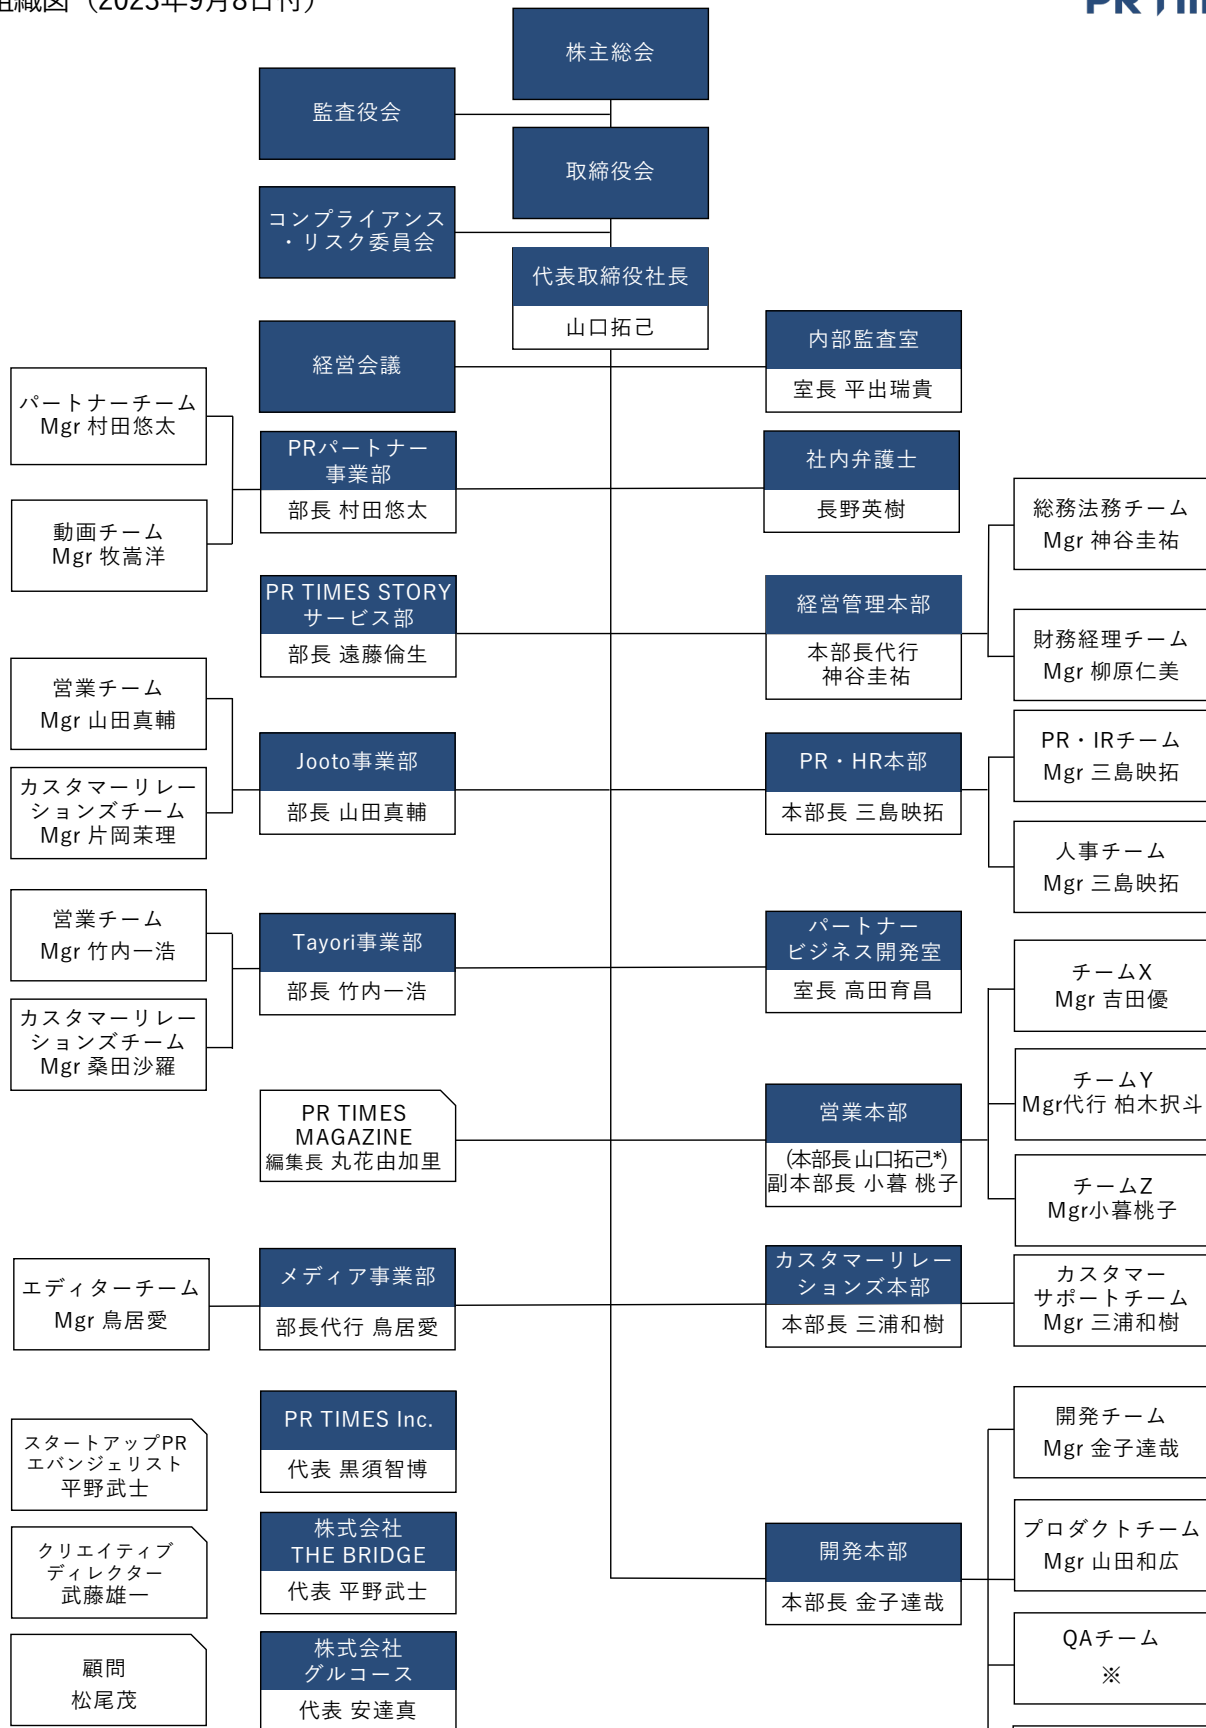 組織図（2023年9月8日付）
PR TIM
株主総会
監査役会
取締役会
コンプライアンス
・リスク委員会
代表取締役社長
山口拓己
経営会議
内部監査室
室長 平出瑞貴
パートナーチーム
Mgr 村田悠太
動画チーム
Mgr 牧嵩洋
PRパートナー
事業部
部長 村田悠太
社内弁護士
長野英樹
総務法務チーム
Mgr 神谷圭祐
財務経理チーム
Mgr 柳原仁美
PR TIMES STORY
サービス部
部長 遠藤倫生
経営管理本部
本部長代行
神谷圭祐
営業チーム
Mgr 山田真輔
カスタマーリレー
ションズチーム
Mgr 片岡茉理
Jooto事業部
部長 山田真輔
PR・HR本部
本部長 三島映拓
PR・IRチーム
Mgr 三島映拓
人事チーム
Mgr 三島映拓
営業チーム
Mgr 竹内一浩
カスタマーリレー
ションズチーム
Mgr 桑田沙羅
Tayori事業部
部長 竹内一浩
パートナー
ビジネス開発室
室長 高田育昌
チームX
Mgr 吉田優
チームY
Mgr代行 柏木択斗
チームZ
Mgr小暮桃子
PR TIMES
MAGAZINE
編集長 丸花由加里
営業本部
(本部長 山口拓己*)
副本部長 小暮 桃子
エディターチーム
Mgr 鳥居愛
メディア事業部
部長代行 鳥居愛
カスタマーリレー
ションズ本部
本部長 三浦和樹
カスタマー
サポートチーム
Mgr 三浦和樹
スタートアップPR
エバンジェリスト
平野武士
PR TIMES Inc.
代表 黒須智博
開発チーム
Mgr 金子達哉
クリエイティブ
ディレクター
武藤雄一
株式会社
THE BRIDGE
代表 平野武士
開発本部
本部長 金子達哉
プロダクトチーム
Mgr 山田和広
顧問
松尾茂
株式会社
グルコース
代表 安達真
QAチーム
※